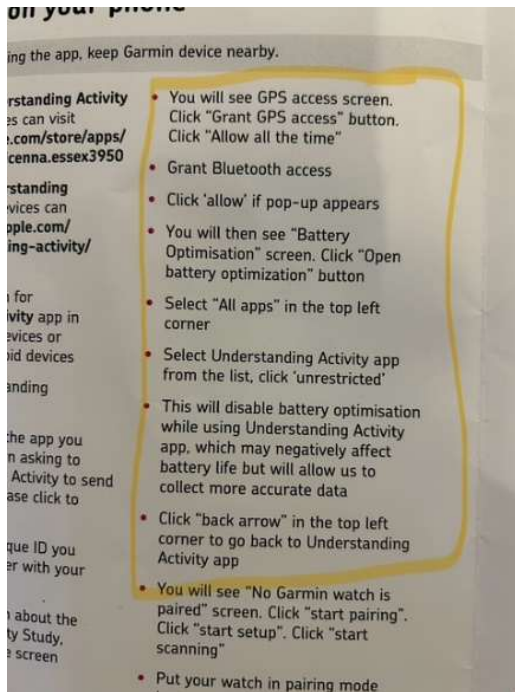 on your phone
ing the app, keep Garmin device nearby.
rstanding Activity
es can visit
e.com/store/apps/
cenna.essex3950
rstanding
evices can
pple.com/
ing-activity/
n for
ivity app in
evices or
oid devices
anding
the app you
n asking to
Activity to send
ase click to
que ID you
er with your
n about the
ty Study,
e screen
• You will see GPS access screen.
Click “Grant GPS access” button.
Click “Allow all the time”
• Grant Bluetooth access
• Click ‘allow’ if pop-up appears
• You will then see “Battery
Optimisation” screen. Click “Open
battery optimization” button
• Select “All apps” in the top left
corner
• Select Understanding Activity app
from the list, click ‘unrestricted’
• This will disable battery optimisation
while using Understanding Activity
app, which may negatively affect
battery life but will allow us to
collect more accurate data
• Click “back arrow” in the top left
corner to go back to Understanding
Activity app
• You will see “No Garmin watch is
paired” screen. Click “start pairing”.
Click “start setup”. Click “start
scanning”
• Put your watch in pairing mode